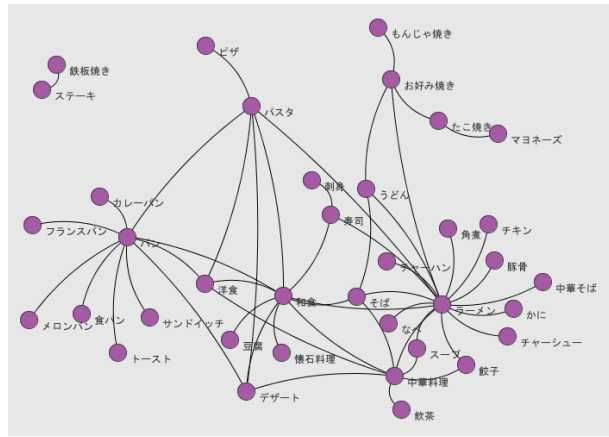 もんじゃ焼き
ピザ
鉄板焼き
お好み焼き
ステーキ
パスタ
たこ焼き
マヨネーズ
刺身
うどん
カレーパン
寿司
フランスパン
角煮
チキン
パン
チャーハン
豚骨
洋食
中華そば
和食
そば
ラーメン
かに
メロンパン
食パン
サンドイッチ
なべ
チャーシュー
豆腐
スープ
トースト
懐石料理
餃子
中華料理
デザート
飲茶